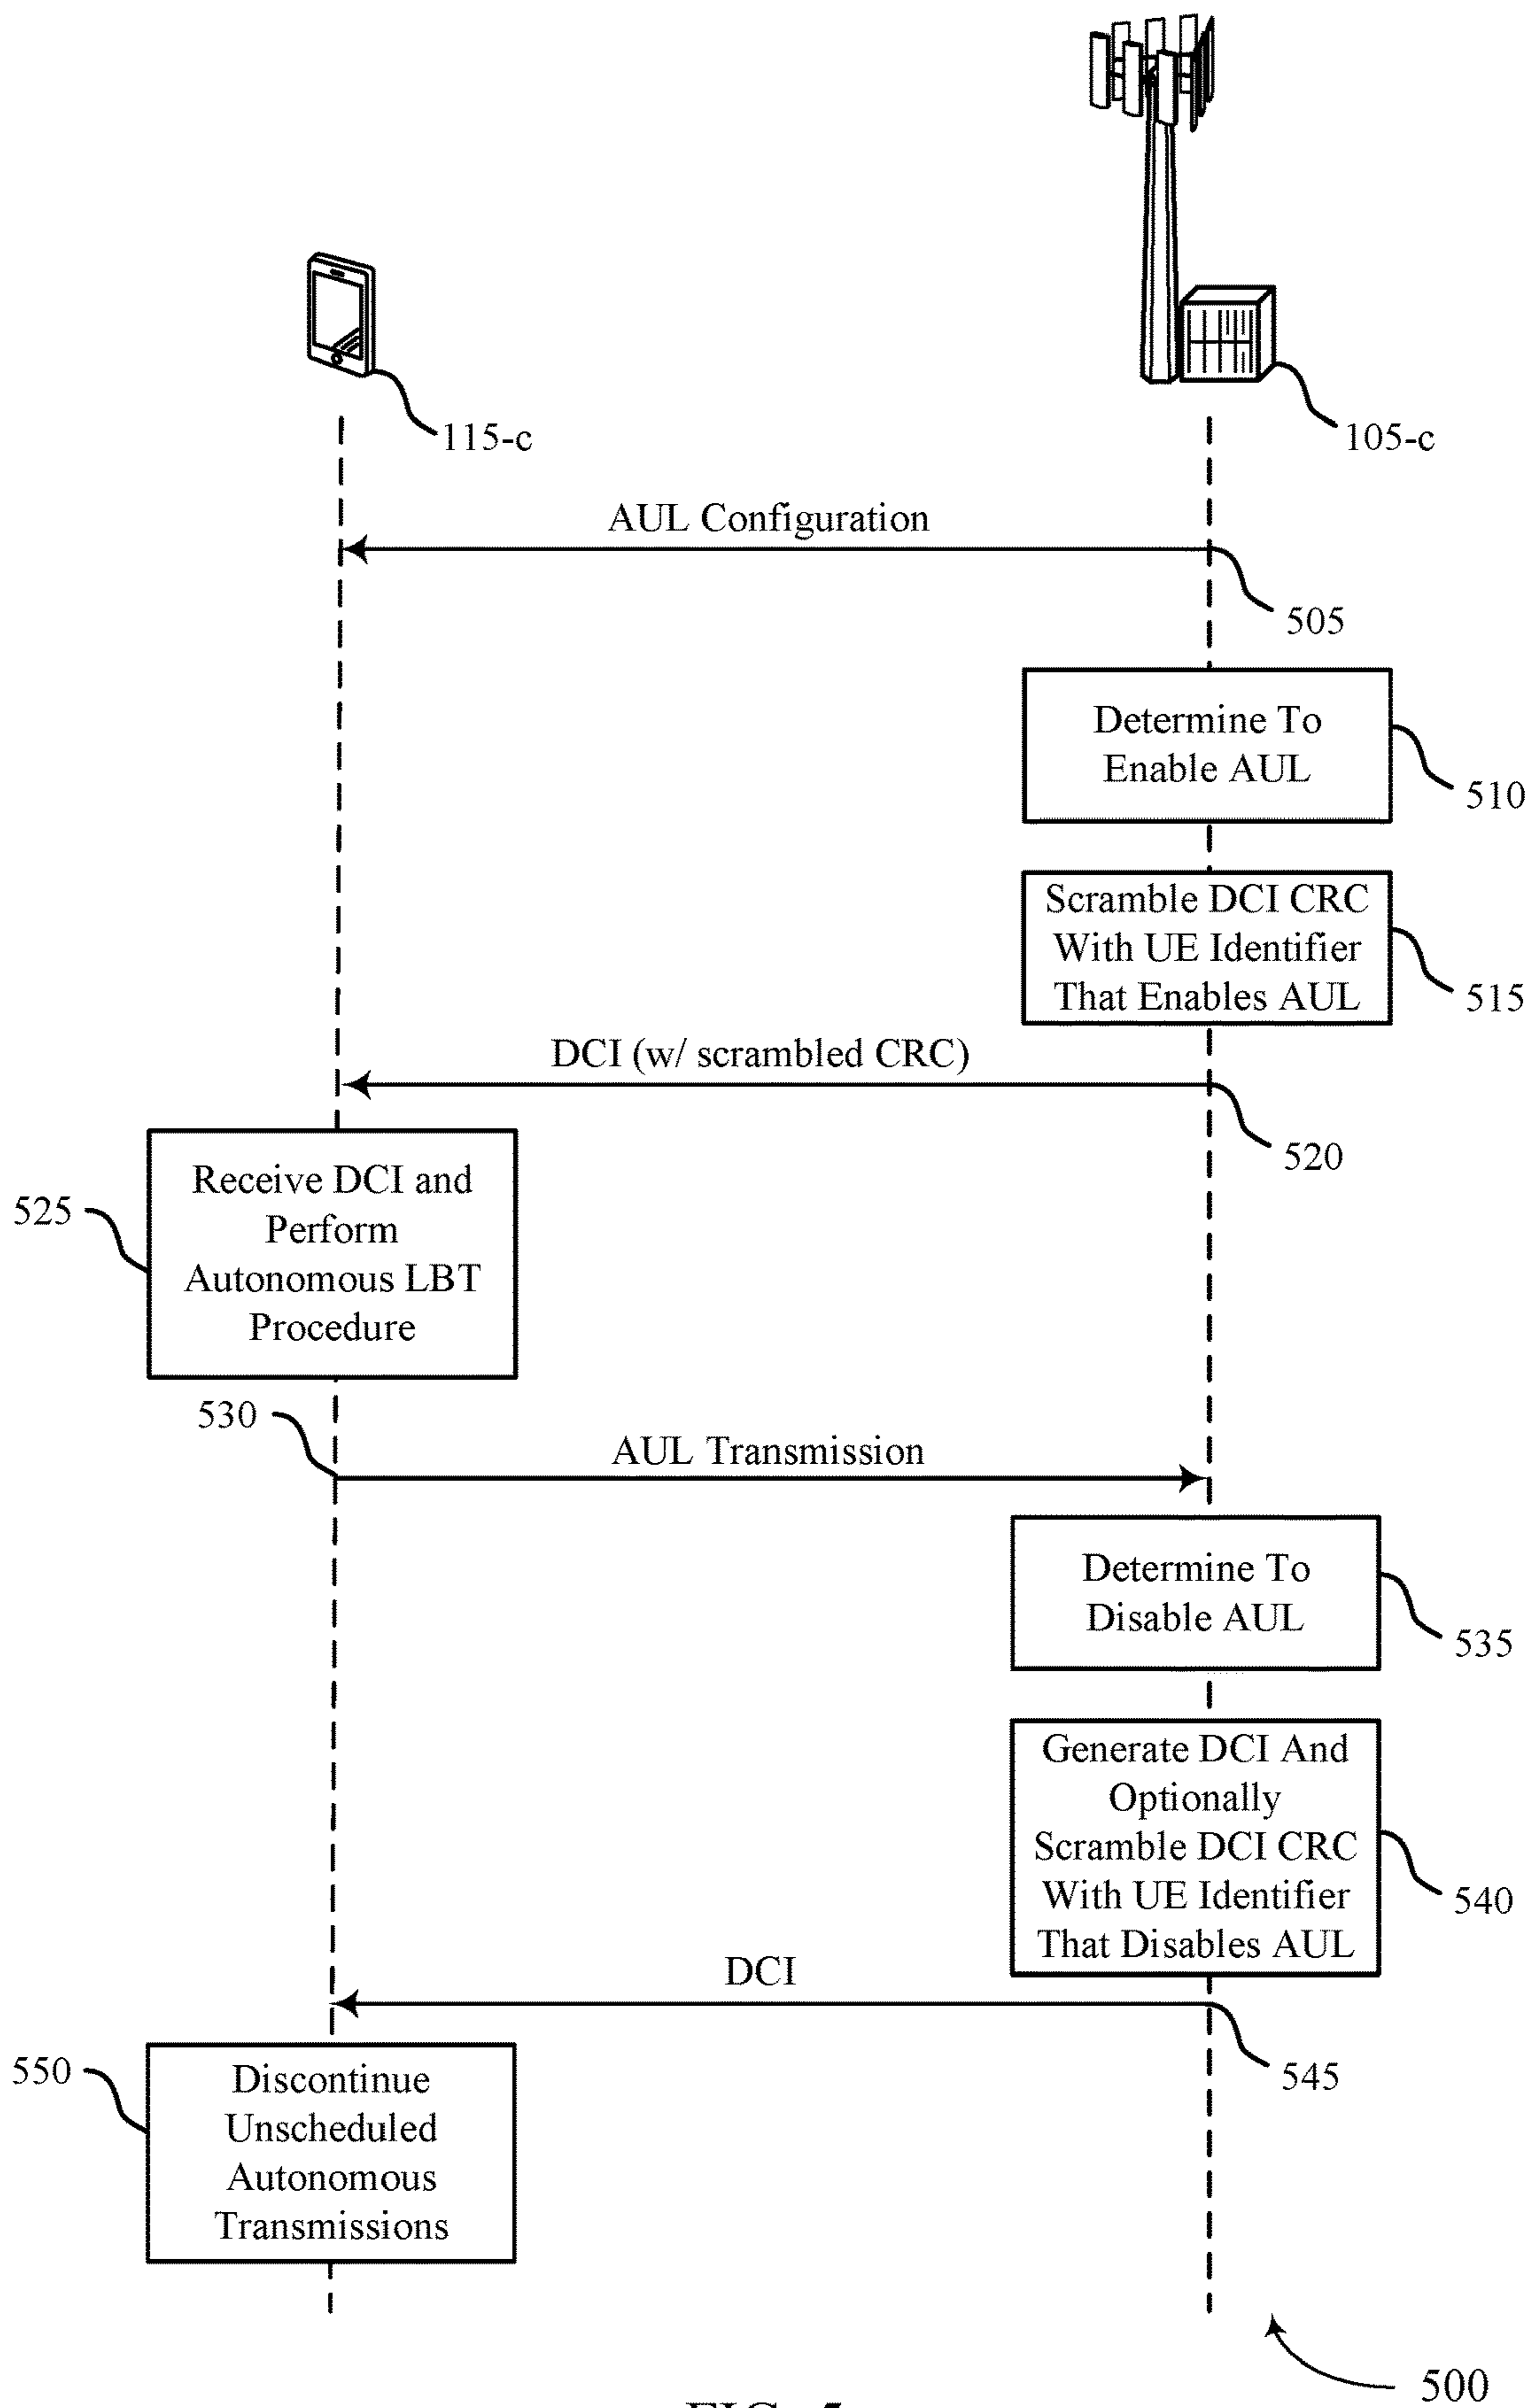 115-c
105-c
AUL Configuration
505
Determine To
Enable AUL
510
Scramble DCI CRC
With UE Identifier
That Enables AUL
515
DCI (w/ scrambled CRC)
520
Receive DCI and
Perform
Autonomous LBT
Procedure
525
530
AUL Transmission
Determine To
Disable AUL
535
Generate DCI And
Optionally
Scramble DCI CRC
With UE Identifier
That Disables AUL
540
DCI
545
550
Discontinue
Unscheduled
Autonomous
Transmissions
500